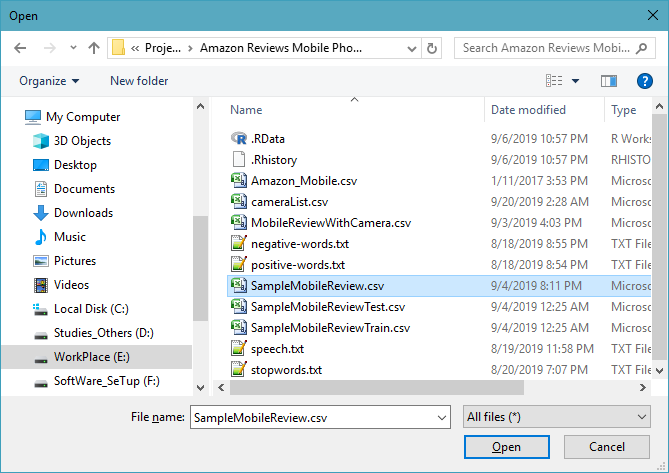 Open
Proje... Amazon Reviews Mobile Pho... Search Amazon Reviews Mobi...
Organize New folder
Name Date modified Type
My Computer
3D Objects
Desktop
Documents
Downloads
Music
Pictures
Videos
Local Disk (C:)
Studies_Others (D:)
WorkPlace (E:)
SoftWare_SeTup (F:)
.RData 9/6/2019 10:57 PM R Works
.Rhistory 9/6/2019 10:57 PM RHISTO
Amazon_Mobile.csv 1/11/2017 3:53 PM Microso
cameraList.csv 9/20/2019 2:28 AM Microso
MobileReviewWithCamera.csv 9/3/2019 4:03 PM Microso
negative-words.txt 8/18/2019 8:55 PM TXT File
positive-words.txt 8/18/2019 8:54 PM TXT File
SampleMobileReview.csv 9/4/2019 8:11 PM Microso
SampleMobileReviewTest.csv 9/4/2019 12:25 AM Microso
SampleMobileReviewTrain.csv 9/4/2019 12:25 AM Microso
speech.txt 8/19/2019 11:58 PM TXT File
stopwords.txt 8/20/2019 7:07 PM TXT File
File name: SampleMobileReview.csv All files (*)
Open Cancel